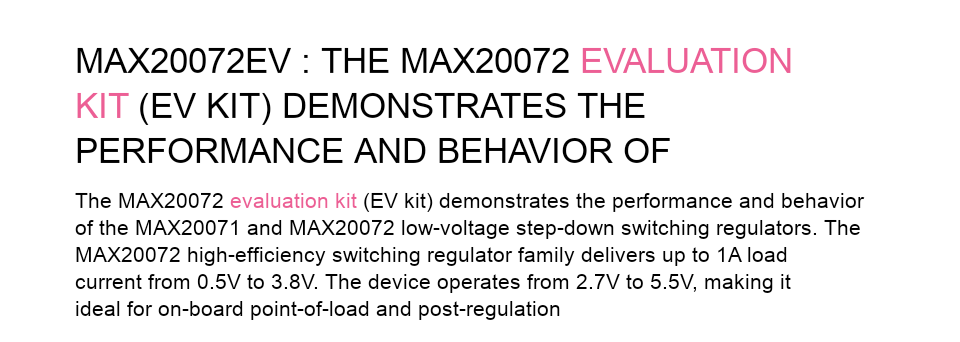 MAX20072EV : THE MAX20072 EVALUATION
KIT (EV KIT) DEMONSTRATES THE
PERFORMANCE AND BEHAVIOR OF
The MAX20072 evaluation kit (EV kit) demonstrates the performance and behavior
of the MAX20071 and MAX20072 low-voltage step-down switching regulators. The
MAX20072 high-efficiency switching regulator family delivers up to 1A load
current from 0.5V to 3.8V. The device operates from 2.7V to 5.5V, making it
ideal for on-board point-of-load and post-regulation